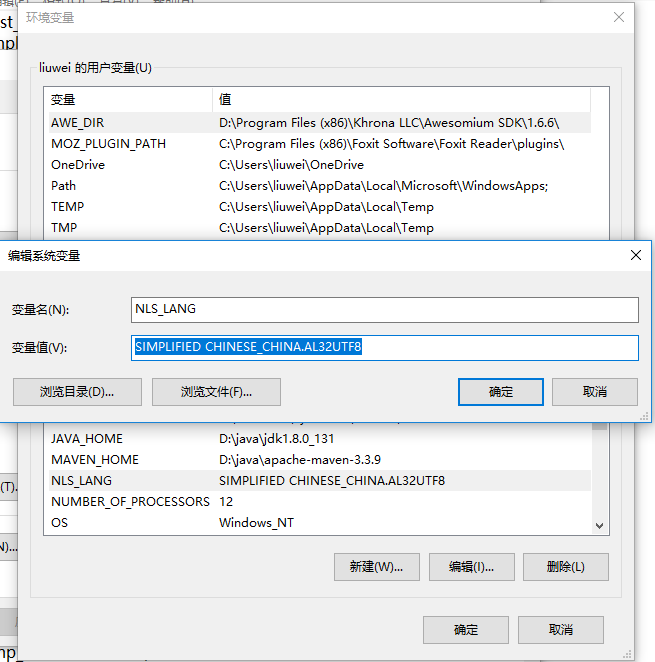 环境变量
liuwei 的用户变量(U)
变量 值
AWE_DIR D:\Program Files (x86)\Khrona LLC\Awesomium SDK\1.6.6\
MOZ_PLUGIN_PATH C:\Program Files (x86)\Foxit Software\Foxit Reader\plugins\
OneDrive C:\Users\liuwei\OneDrive
Path C:\Users\liuwei\AppData\Local\Microsoft\WindowsApps;
TEMP C:\Users\liuwei\AppData\Local\Temp
TMP C:\Users\liuwei\AppData\Local\Temp
编辑系统变量
变量名(N): NLS_LANG
变量值(V): SIMPLIFIED CHINESE_CHINA.AL32UTF8
浏览目录(D)... 浏览文件(F)... 确定 取消
JAVA_HOME D:\java\jdk1.8.0_131
MAVEN_HOME D:\java\apache-maven-3.3.9
NLS_LANG SIMPLIFIED CHINESE_CHINA.AL32UTF8
NUMBER_OF_PROCESSORS 12
OS Windows_NT
新建(W)... 编辑(I)... 删除(L)
确定 取消